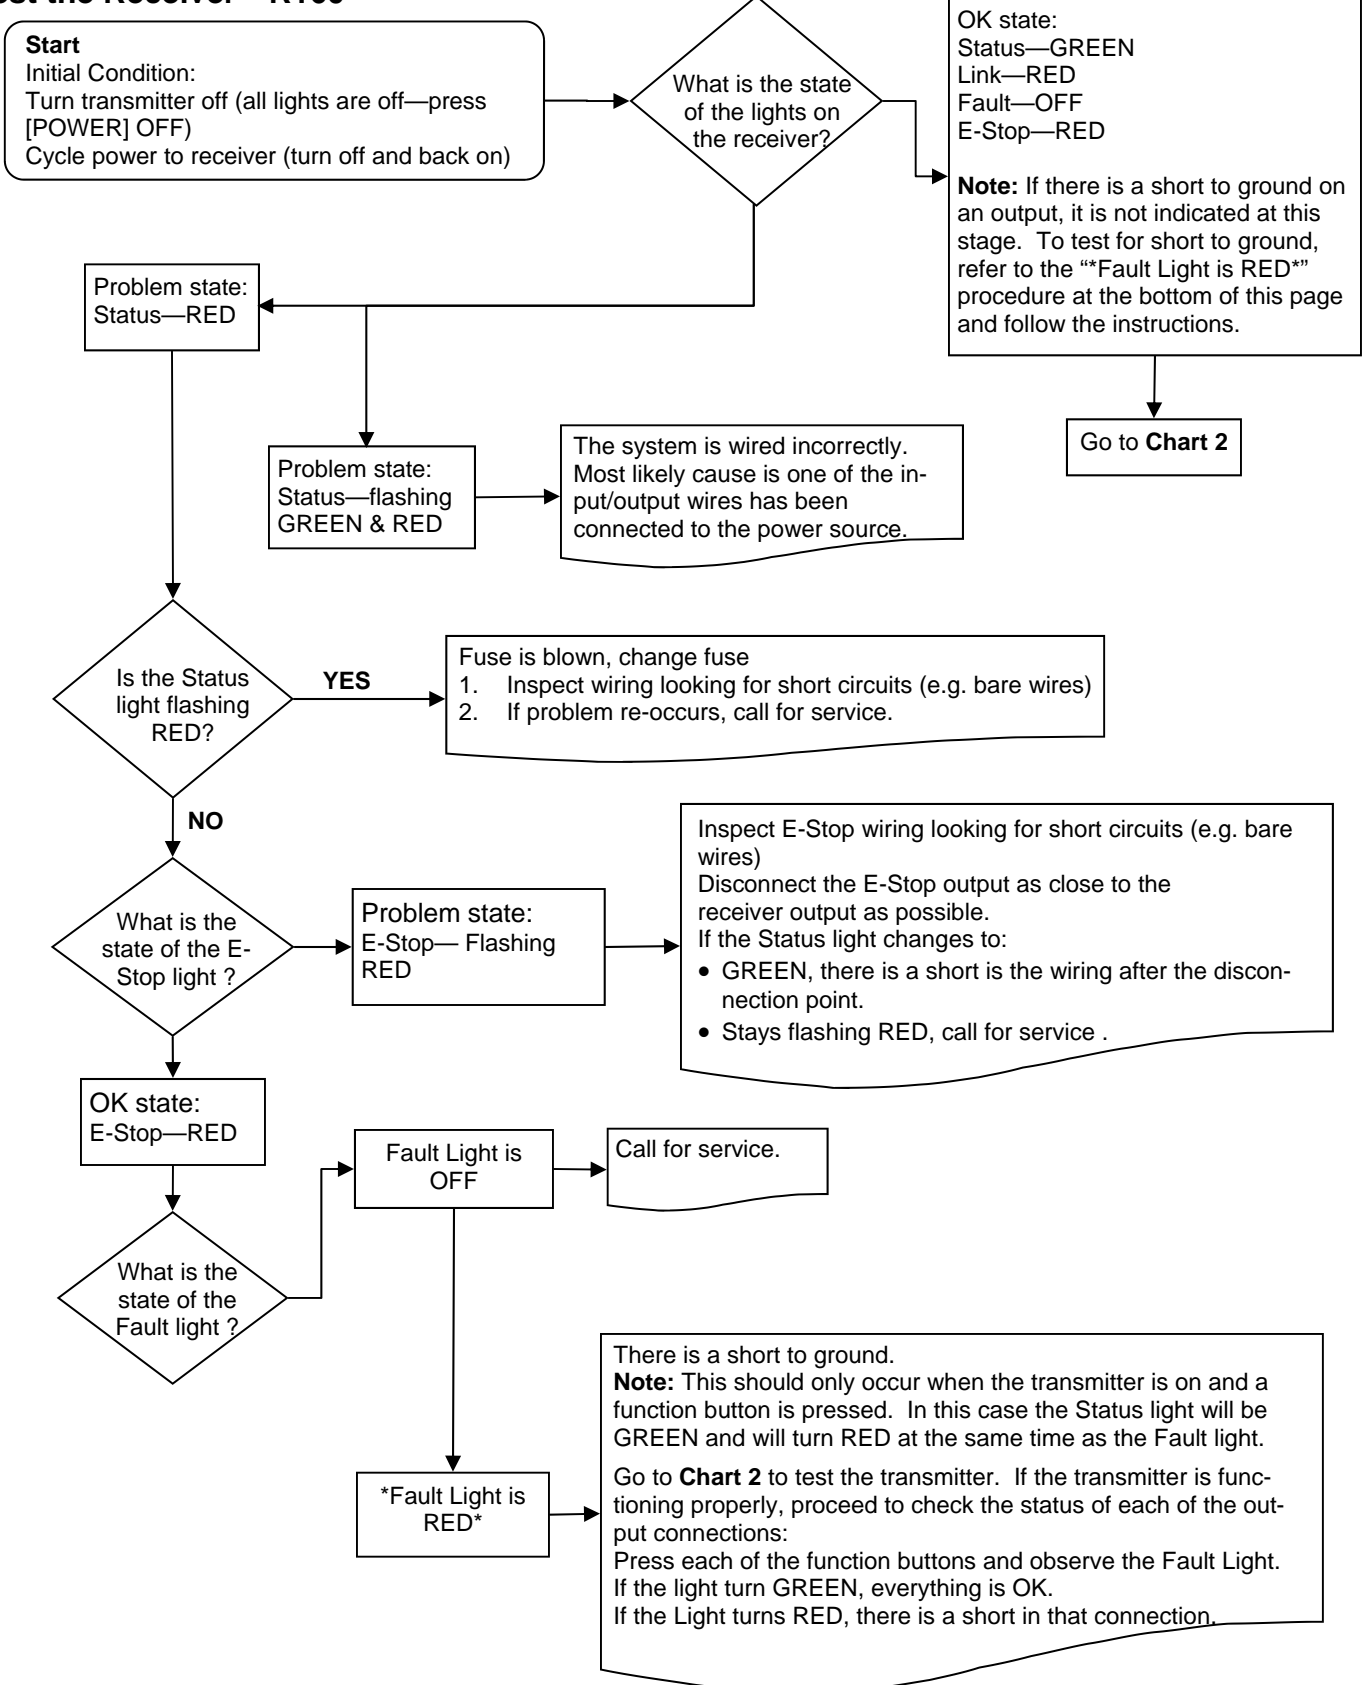 Start
Initial Condition:
Turn transmitter off (all lights are off—press
[POWER] OFF)
Cycle power to receiver (turn off and back on)
What is the state
of the lights on
the receiver?
OK state:
Status—GREEN
Link—RED
Fault—OFF
E-Stop—RED
Note: If there is a short to ground on
an output, it is not indicated at this
stage. To test for short to ground,
refer to the “*Fault Light is RED*”
procedure at the bottom of this page
and follow the instructions.
Go to Chart 2
Problem state:
Status—RED
Problem state:
Status—flashing
GREEN & RED
The system is wired incorrectly.
Most likely cause is one of the in-
put/output wires has been
connected to the power source.
Is the Status
light flashing
RED?
YES
Fuse is blown, change fuse
1. Inspect wiring looking for short circuits (e.g. bare wires)
2. If problem re-occurs, call for service.
NO
What is the
state of the E-
Stop light ?
Problem state:
E-Stop— Flashing
RED
Inspect E-Stop wiring looking for short circuits (e.g. bare
wires)
Disconnect the E-Stop output as close to the
receiver output as possible.
If the Status light changes to:
• GREEN, there is a short is the wiring after the discon-
nection point.
• Stays flashing RED, call for service .
OK state:
E-Stop—RED
What is the
state of the
Fault light ?
Fault Light is
OFF
Call for service.
*Fault Light is
RED*
There is a short to ground.
Note: This should only occur when the transmitter is on and a
function button is pressed. In this case the Status light will be
GREEN and will turn RED at the same time as the Fault light.
Go to Chart 2 to test the transmitter. If the transmitter is func-
tioning properly, proceed to check the status of each of the out-
put connections:
Press each of the function buttons and observe the Fault Light.
If the light turn GREEN, everything is OK.
If the Light turns RED, there is a short in that connection.